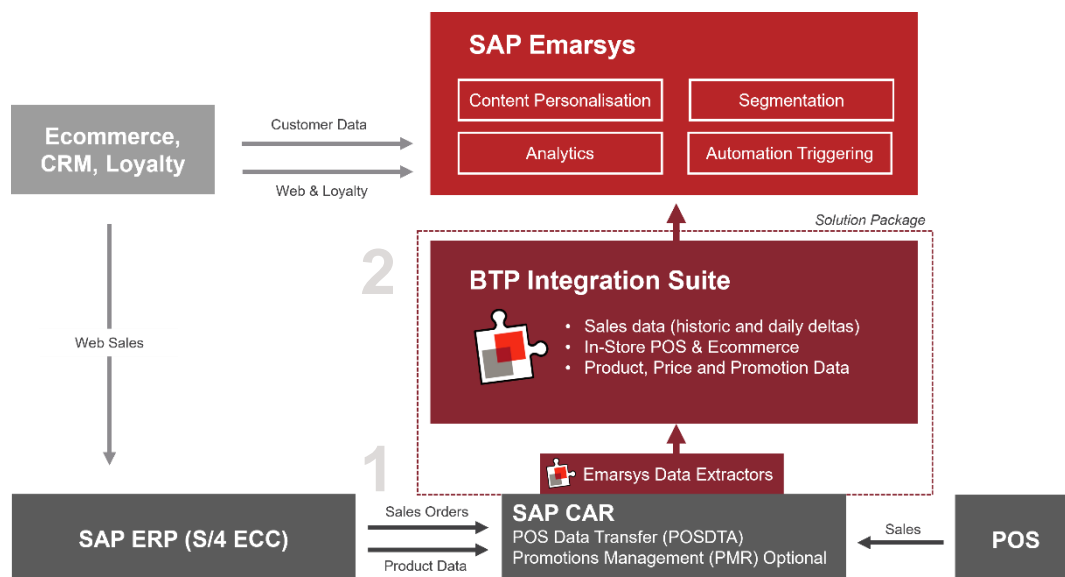 SAP Emarsys
Content Personalisation
Segmentation
Analytics
Automation Triggering
Ecommerce,
CRM, Loyalty
Customer Data
Web & Loyalty
Solution Package
2
BTP Integration Suite
• Sales data (historic and daily deltas)
• In-Store POS & Ecommerce
• Product, Price and Promotion Data
Web Sales
1
Emarsys Data Extractors
SAP ERP (S/4 ECC)
Sales Orders
Product Data
SAP CAR
POS Data Transfer (POSDTA)
Promotions Management (PMR) Optional
Sales
POS